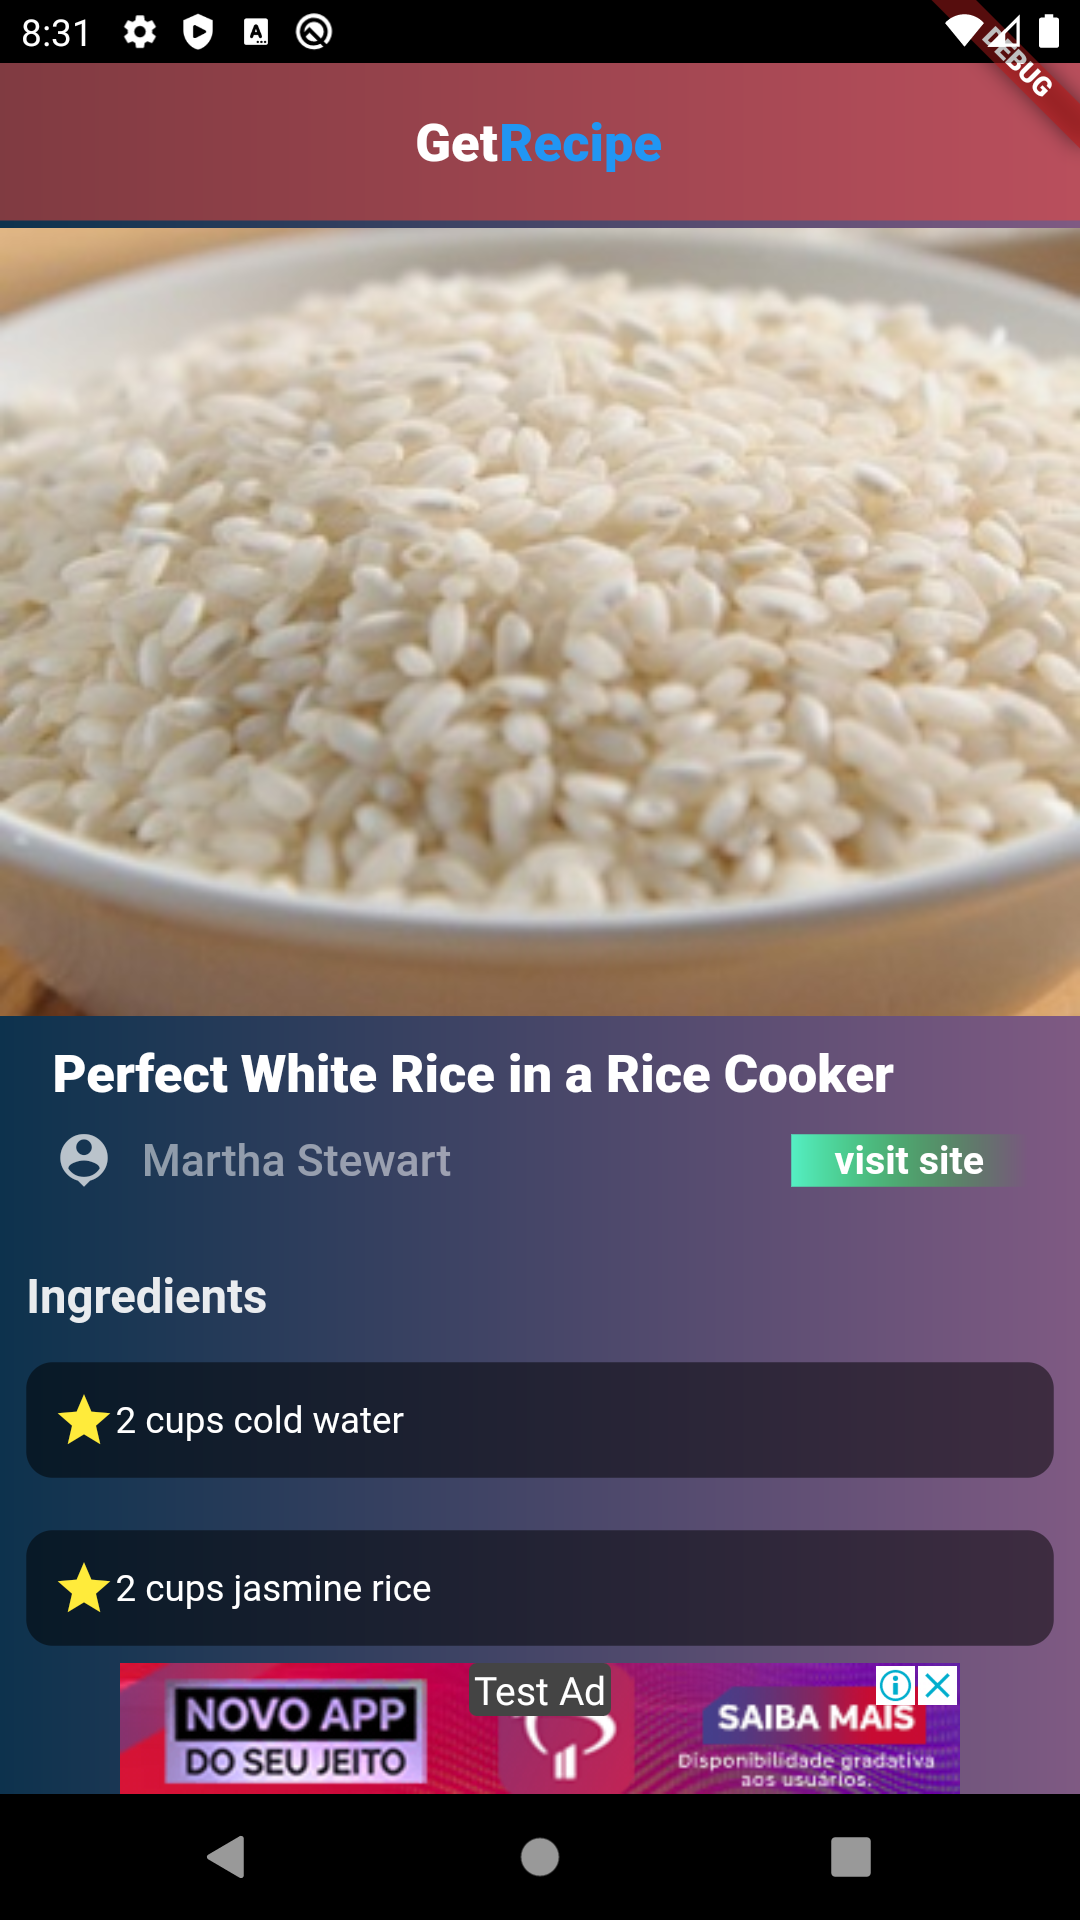 8:31
DEBUG
GetRecipe
Perfect White Rice in a Rice Cooker
Martha Stewart
visit site
Ingredients
2 cups cold water
2 cups jasmine rice
Test Ad
NOVO APP
DO SEU JEITO
SAIBA MAIS
Disponibilidade gradativa
aos usuários.